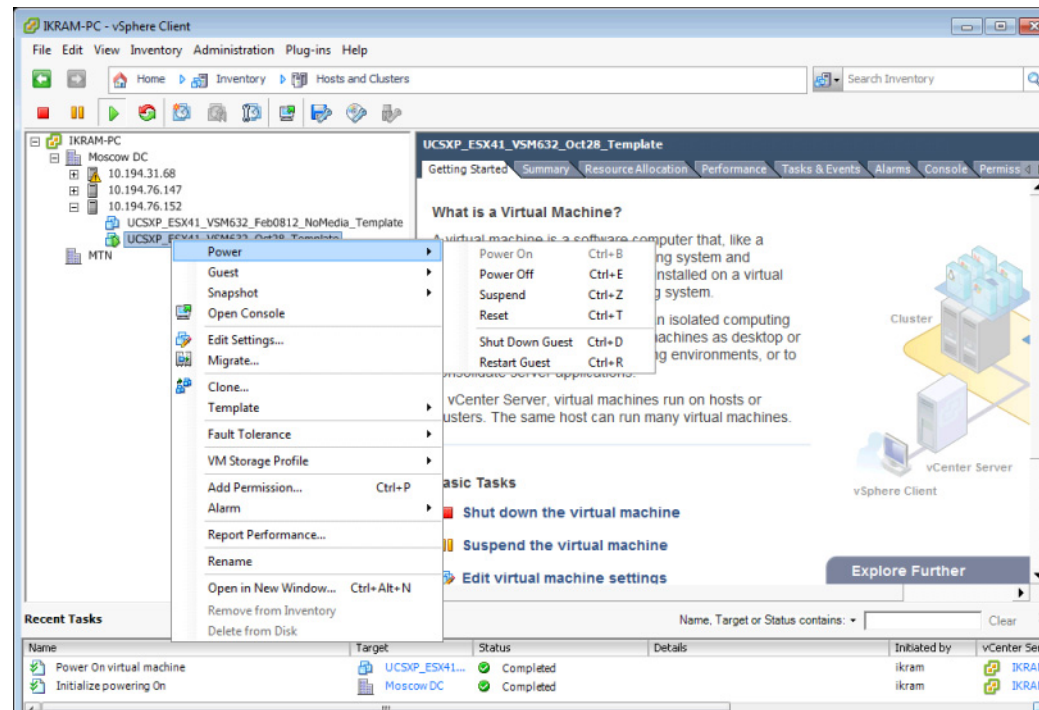 IKRAM-PC - vSphere Client
File Edit View Inventory Administration Plug-ins Help
Home Inventory Hosts and Clusters
Search Inventory
IKRAM-PC
Moscow DC
10.194.31.68
10.194.76.147
10.194.76.152
UCSXP_ESX41_VSM632_Feb0812_NoMedia_Template
UCSXP_ESX41_VSM632_Oct28_Template
MTN
Power
Guest
Snapshot
Open Console
Edit Settings...
Migrate...
Clone...
Template
Fault Tolerance
VM Storage Profile
Add Permission... Ctrl+P
Alarm
Report Performance...
Rename
Open in New Window... Ctrl+Alt+N
Remove from Inventory
Delete from Disk
Power On Ctrl+B
Power Off Ctrl+E
Suspend Ctrl+Z
Reset Ctrl+T
Shut Down Guest Ctrl+D
Restart Guest Ctrl+R
UCSXP_ESX41_VSM632_Oct28_Template
Getting Started Summary Resource Allocation Performance Tasks & Events Alarms Console Permiss
What is a Virtual Machine?
A virtual machine is a software computer that, like a
ng system and
nstalled on a virtual
g system.
n isolated computing
achines as desktop or
ng environments, or to
consolidate server applications.
vCenter Server, virtual machines run on hosts or
usters. The same host can run many virtual machines.
Cluster
vCenter Server
vSphere Client
asic Tasks
Shut down the virtual machine
Suspend the virtual machine
Edit virtual machine settings
Explore Further
Recent Tasks
Name, Target or Status contains: Clear
Name Target Status Details Initiated by vCenter Se
Power On virtual machine UCSXP_ESX41... Completed ikram IKRA
Initialize powering On Moscow DC Completed ikram IKRA